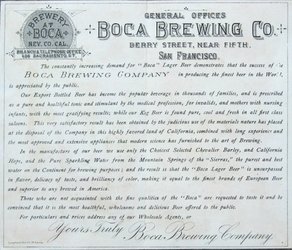 BREWERY
AT
BOCA
NEV. CO. CAL.
BRANCH & TELEPHONE OFFICE
406 SACRAMENTO ST.
GENERAL OFFICES
BOCA BREWING CO.
BERRY STREET, NEAR FIFTH.
SAN FRANCISCO.
The constantly increasing demand for "Boca" Lager Beer demonstrates that the success of
BOCA BREWING COMPANY in producing the finest beer in the
is appreciated by the public.
Our Export Bottled Beer has become the popular beverage in thousands of families, and is prescribed
as a pure and healthful tonic and stimulant by the medical profession, for invalids, and mothers with nursing
infants, with the most gratifying results; while our Keg Beer is found pure, cool and fresh in all first class
saloons. This very satisfactory result has been attained by the judicious use of the materials nature has placed
at the disposal of the Company in this highly favored land of California, combined with long experience and
the most approved and extensive appliances that modern science has furnished to the art of Brewing.
In the manufacture of our beer we use only the Choicest Selected Chevalier Barley, and California
Hops, and the Pure Sparkling Water from the Mountain Springs of the "Sierras," the purest and best
water on the Continent for brewing purposes; and the result is that the "Boca Lager Beer" is unsurpassed
in flavor, delicacy of taste, and brilliancy of color, making it equal to the finest brands of European Beer
and superior to any brewed in America.
Those who are not acquainted with the fine qualities of the "Boca" are requested to taste it and be
convinced that it is the most healthful, wholesome and delicious Beer offered to the public.
For particulars and prices address any of our Wholesale Agents, or
Yours Truly Boca Brewing Company.